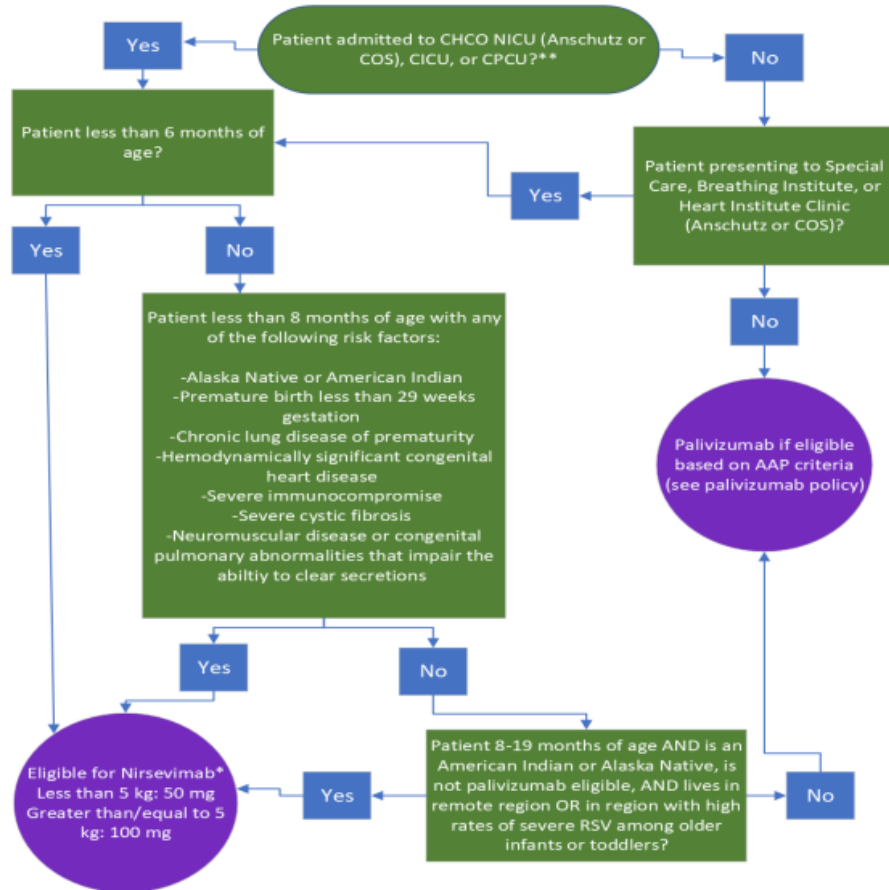 Yes
Patient admitted to CHCO NICU (Anschutz or
COS), CICU, or CPCU?**
No
Patient less than 6 months of
age?
Yes
Patient presenting to Special
Care, Breathing Institute, or
Heart Institute Clinic
(Anschutz or COS)?
Yes
No
No
Patient less than 8 months of age with any
of the following risk factors:
-Alaska Native or American Indian
-Premature birth less than 29 weeks
gestation
-Chronic lung disease of prematurity
-Hemodynamically significant congenital
heart disease
-Severe immunocompromise
-Severe cystic fibrosis
-Neuromuscular disease or congenital
pulmonary abnormalities that impair the
abiltiy to clear secretions
Palivizumab if eligible
based on AAP criteria
(see palivizumab policy)
Yes
No
Eligible for Nirsevimab*
Less than 5 kg: 50 mg
Greater than/equal to 5
kg: 100 mg
Yes
Patient 8-19 months of age AND is an
American Indian or Alaska Native, is
not palivizumab eligible, AND lives in
remote region OR in region with high
rates of severe RSV among older
infants or toddlers?
No